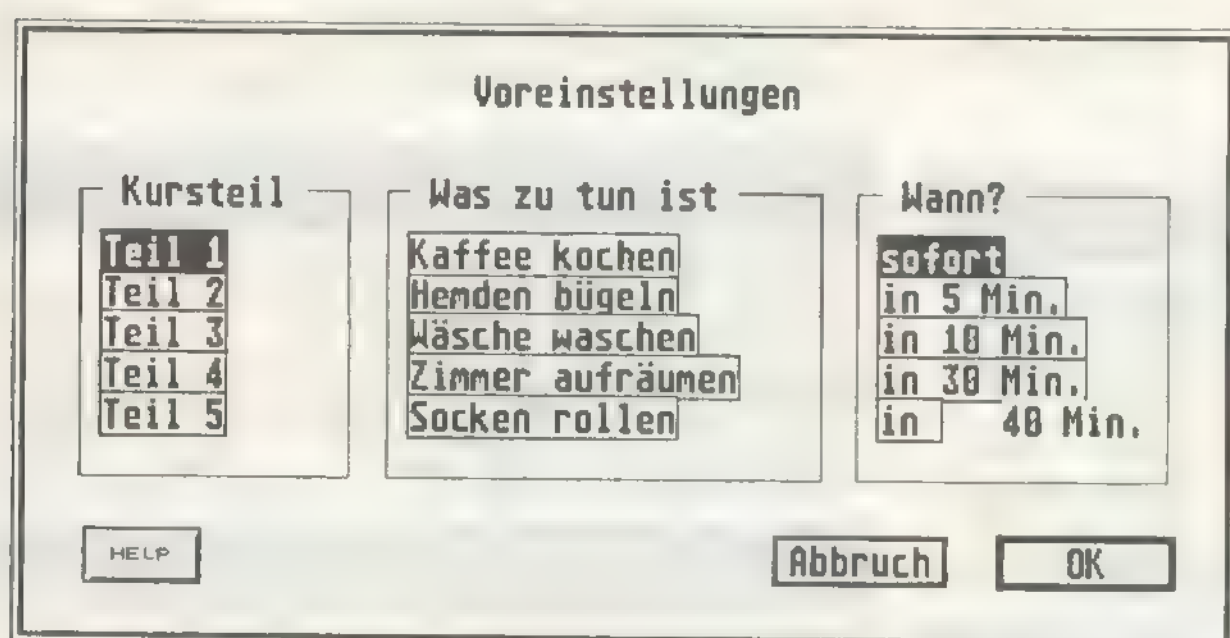 Voreinstellungen
Kursteil
Teil 1
Teil 2
Teil 3
Teil 4
Teil 5
Was zu tun ist
Kaffee kochen
Hemden bügeln
Wäsche waschen
Zimmer aufräumen
Socken rollen
Wann?
sofort
in 5 Min.
in 10 Min.
in 30 Min.
in 40 Min.
HELP
Abbruch
OK